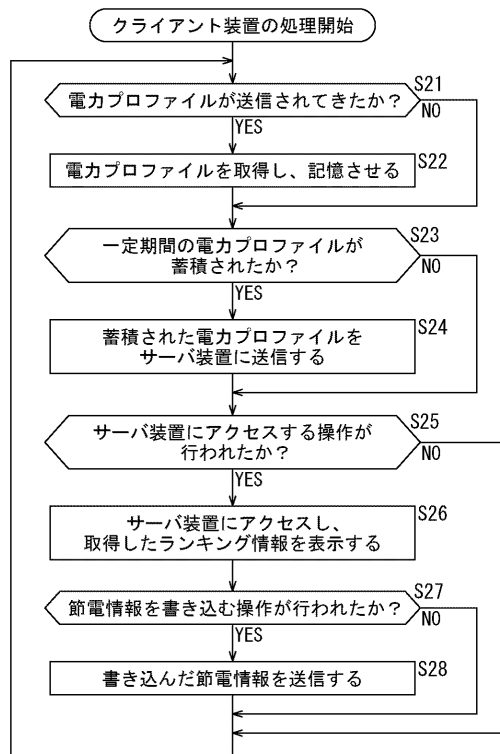 クライアント装置の処理開始
S21
電力プロファイルが送信されてきたか？
NO
YES
S22
電力プロファイルを取得し、記憶させる
S23
一定期間の電力プロファイルが
蓄積されたか？
NO
YES
S24
蓄積された電力プロファイルを
サーバ装置に送信する
S25
サーバ装置にアクセスする操作が
行われたか？
NO
YES
S26
サーバ装置にアクセスし、
取得したランキング情報を表示する
S27
節電情報を書き込む操作が行われたか？
NO
YES
S28
書き込んだ節電情報を送信する